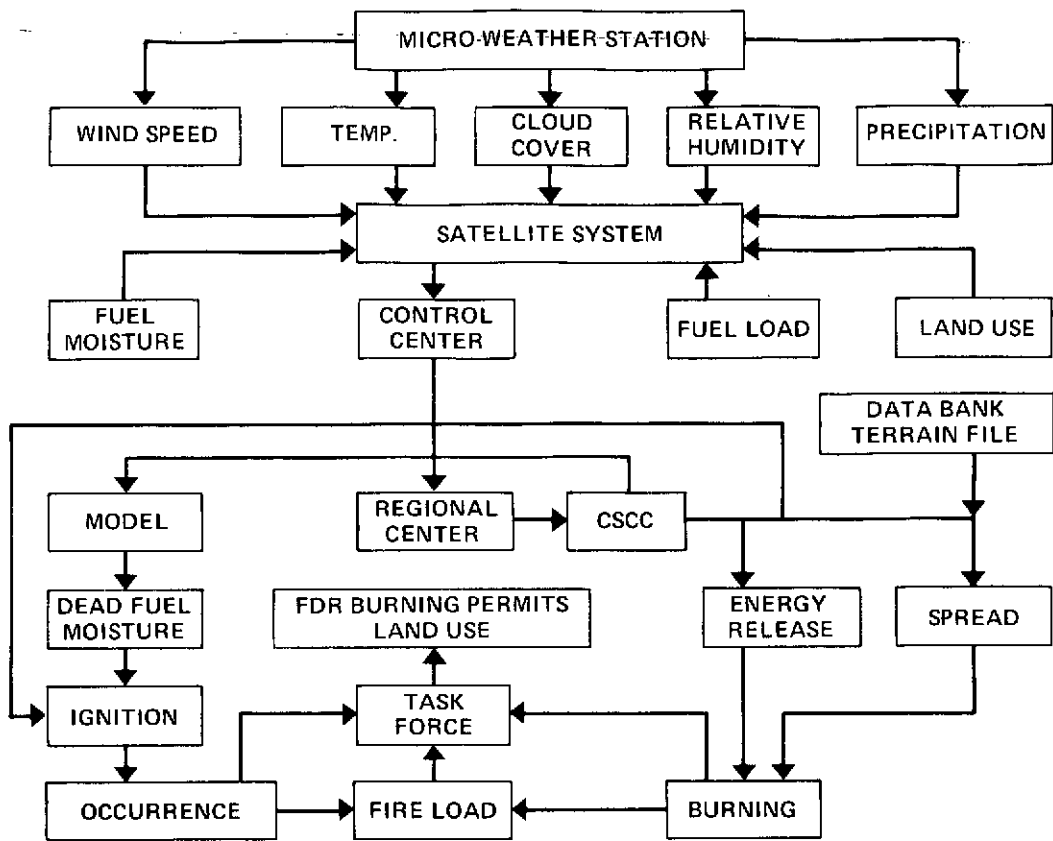 MICRO-WEATHER-STATION
WIND SPEED
TEMP.
CLOUD
COVER
RELATIVE
HUMIDITY
PRECIPITATION
SATELLITE SYSTEM
FUEL
MOISTURE
CONTROL
CENTER
FUEL LOAD
LAND USE
DATA BANK
TERRAIN FILE
MODEL
REGIONAL
CENTER
CSCC
DEAD FUEL
MOISTURE
FDR BURNING PERMITS
LAND USE
ENERGY
RELEASE
SPREAD
IGNITION
TASK
FORCE
OCCURRENCE
FIRE LOAD
BURNING